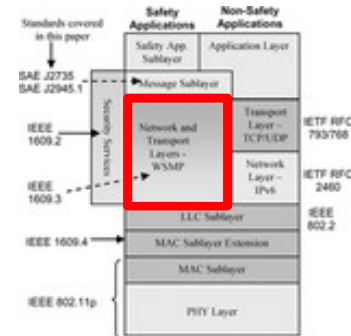 Safety
Applications
Non-Safety
Applications
Standards covered
in this paper
Safety App.
Sublayer
Application Layer
SAE J2735
SAE J2945.1
Message Sublayer
Security Services
Network and
Transport
Layers –
WSMP
Transport
Layer –
TCP/UDP
IETF RFC
793/768
IEEE
1609.2
Network
Layer –
IPv6
IETF RFC
2460
IEEE
1609.3
LLC Sublayer
IEEE
802.2
IEEE 1609.4
MAC Sublayer Extension
MAC Sublayer
IEEE 802.11p
PHY Layer